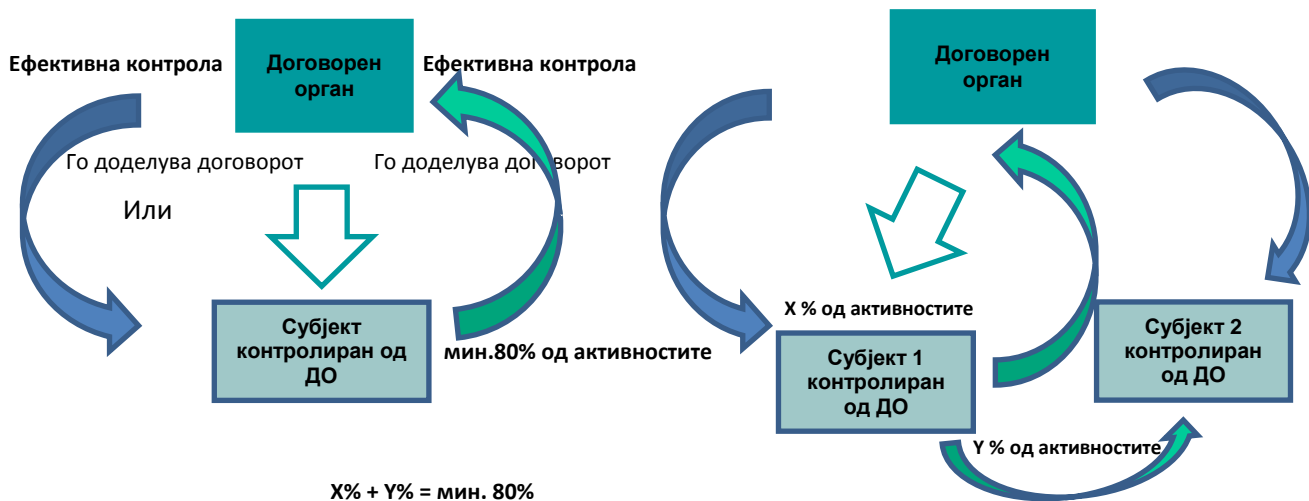 Договорен
орган
Ефективна контрола
Ефективна контрола
Го доделува договорот
Го доделува договорот
Или
Субјект
контролиран од
ДО
мин.80% од активностите
Договорен
орган
X % од активностите
Субјект 1
контролиран
од ДО
Субјект 2
контролиран
од ДО
Y % од активностите
X% + Y% = мин. 80%